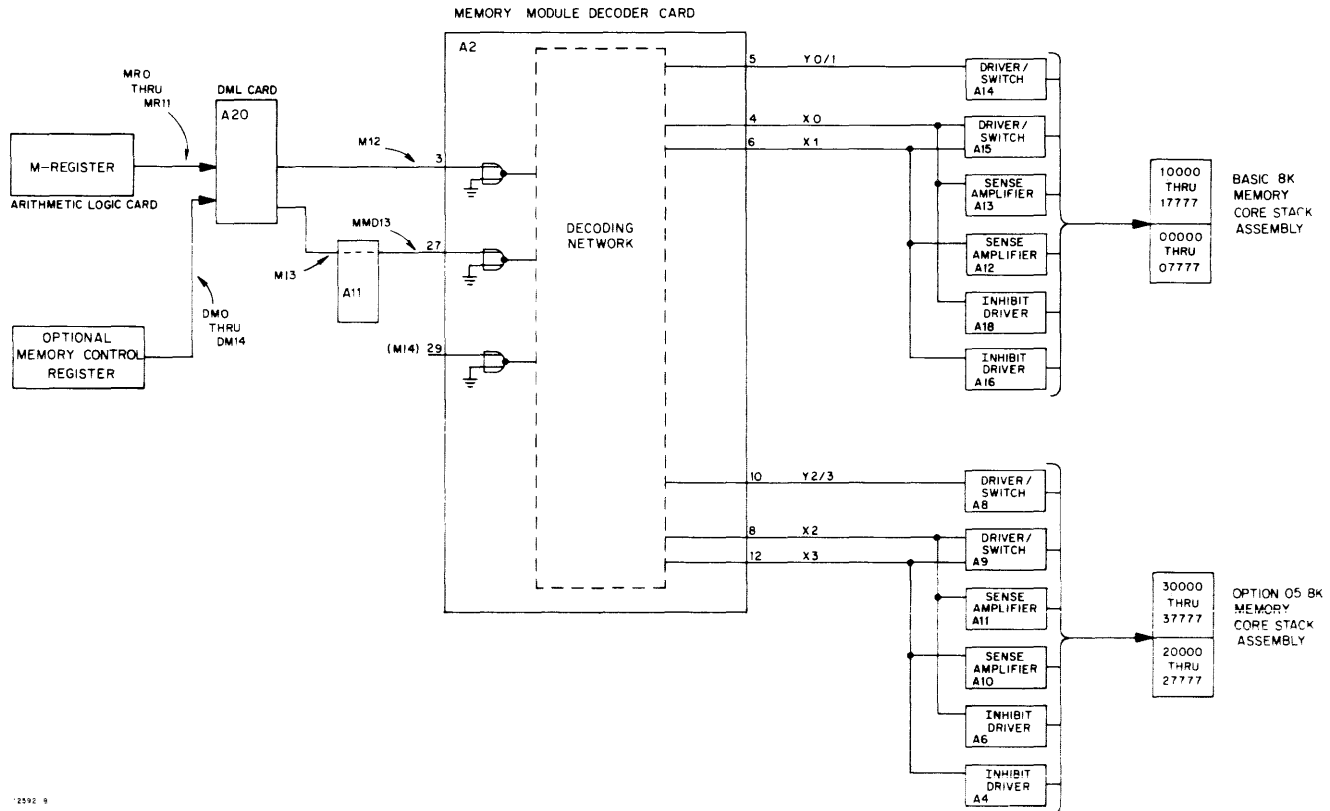 MEMORY MODULE DECODER CARD
A2
MR0
THRU
MR11
DML CARD
A20
M-REGISTER
ARITHMETIC LOGIC CARD
M12
3
MMD13
27
M13
A11
DM0
THRU
DM14
OPTIONAL
MEMORY CONTROL
REGISTER
(M14) 29
DECODING
NETWORK
5 Y0/1
4 X0
6 X1
DRIVER/
SWITCH
A14
DRIVER/
SWITCH
A15
SENSE
AMPLIFIER
A13
SENSE
AMPLIFIER
A12
INHIBIT
DRIVER
A18
INHIBIT
DRIVER
A16
10000
THRU
17777
00000
THRU
07777
BASIC 8K
MEMORY
CORE STACK
ASSEMBLY
10 Y2/3
8 X2
12 X3
DRIVER/
SWITCH
A8
DRIVER/
SWITCH
A9
SENSE
AMPLIFIER
A11
SENSE
AMPLIFIER
A10
INHIBIT
DRIVER
A6
INHIBIT
DRIVER
A4
30000
THRU
37777
20000
THRU
27777
OPTION 05 8K
MEMORY
CORE STACK
ASSEMBLY